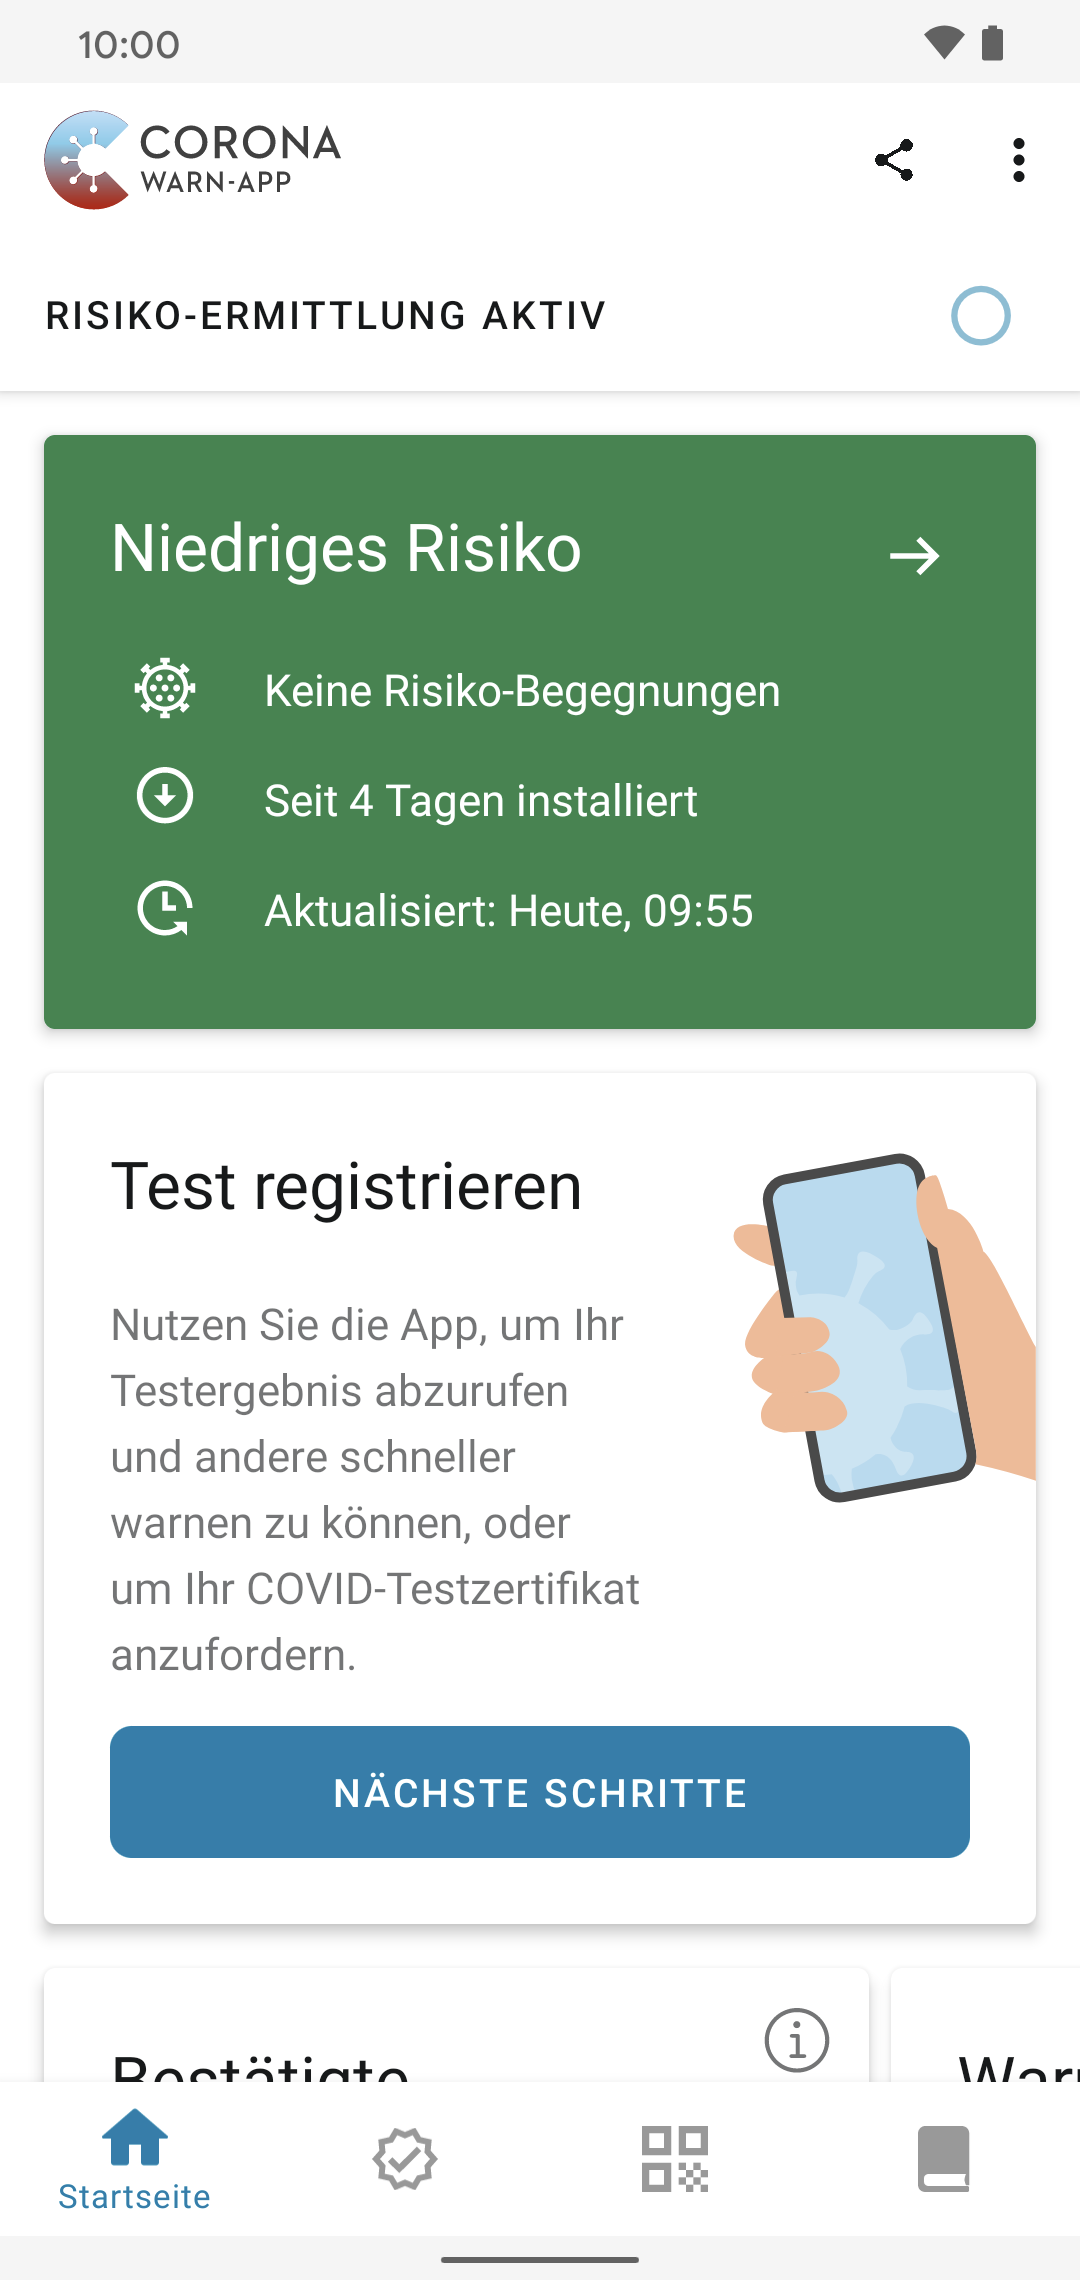 10:00
CORONA
WARN-APP
RISIKO-ERMITTLUNG AKTIV
Niedriges Risiko
Keine Risiko-Begegnungen
Seit 4 Tagen installiert
Aktualisiert: Heute, 09:55
Test registrieren
Nutzen Sie die App, um Ihr
Testergebnis abzurufen
und andere schneller
warnen zu können, oder
um Ihr COVID-Testzertifikat
anzufordern.
NÄCHSTE SCHRITTE
Bestätigte
Startseite